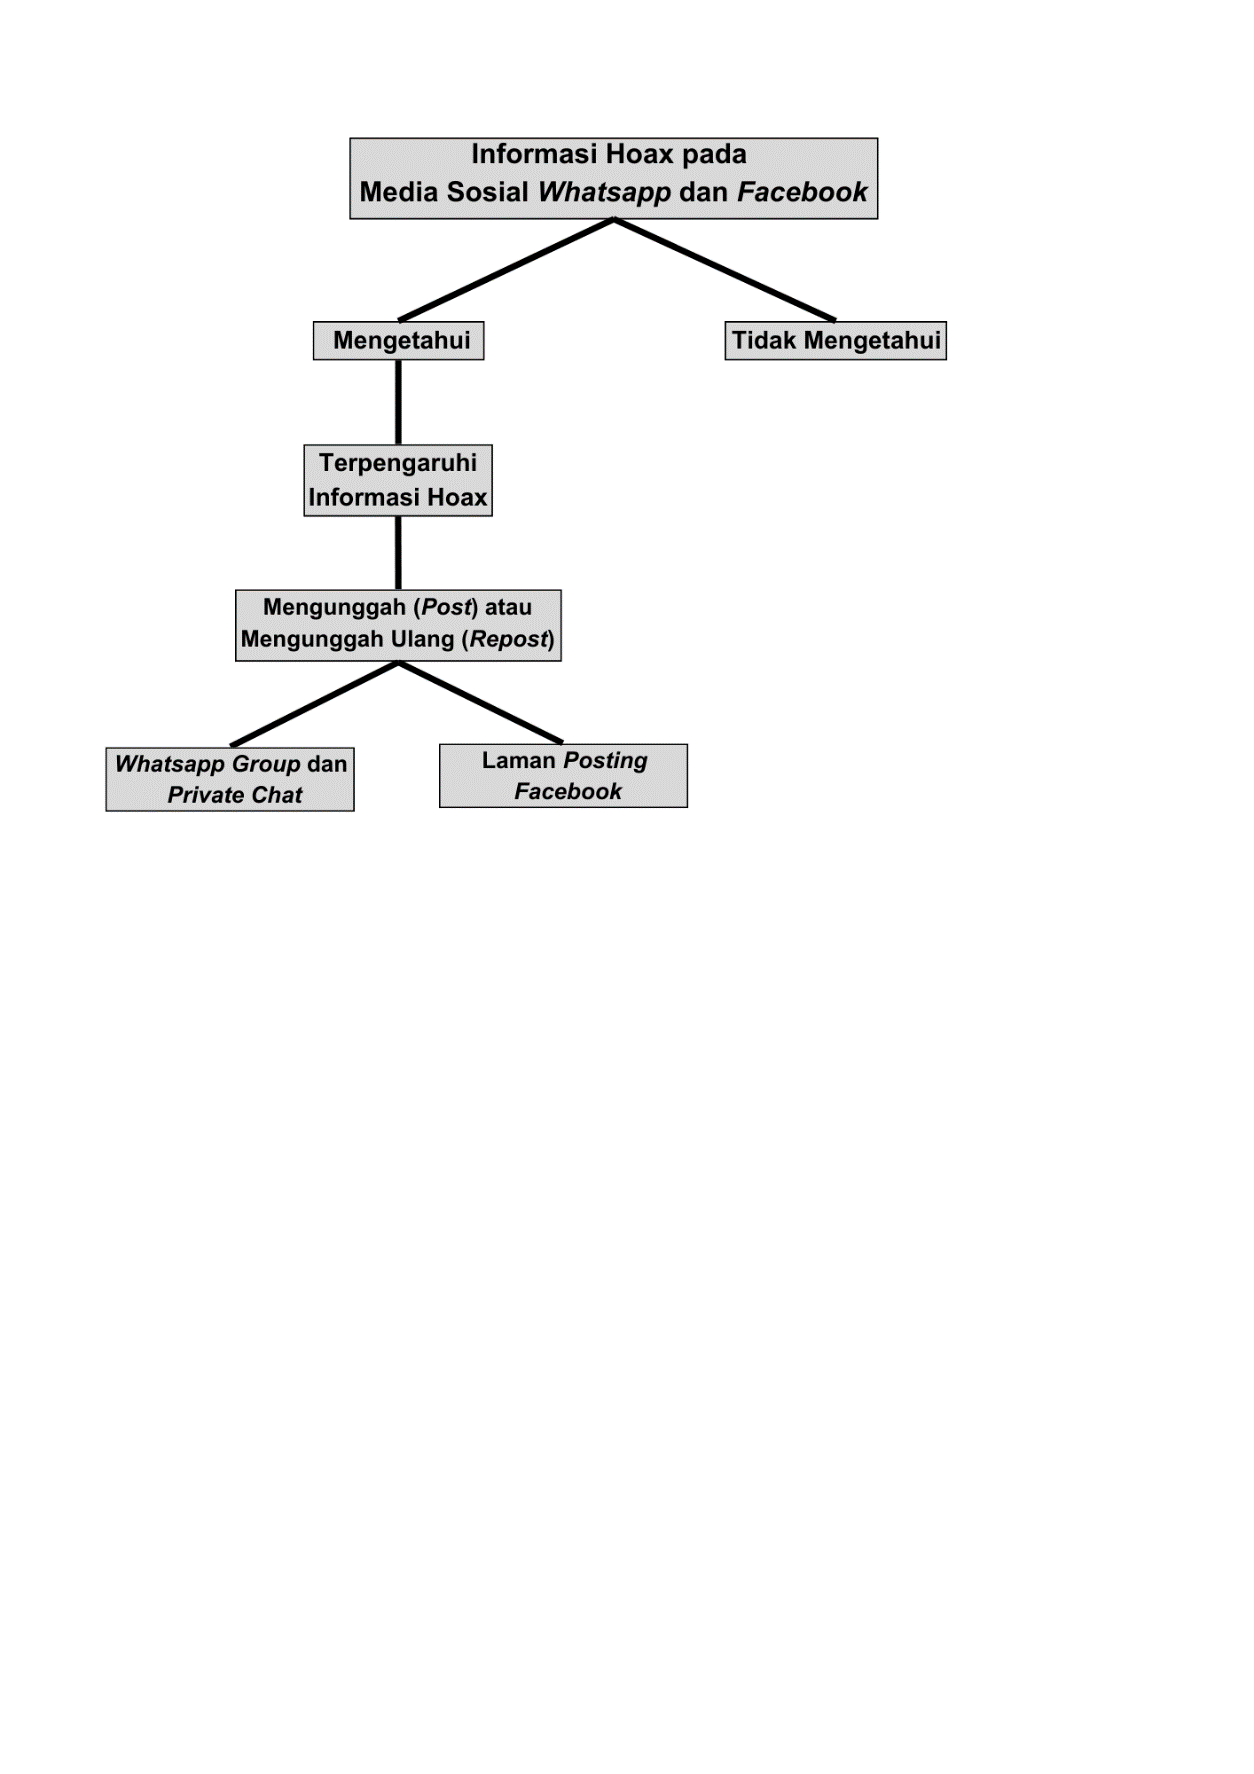 Informasi Hoax pada
Media Sosial Whatsapp dan Facebook
Mengetahui
Tidak Mengetahui
Terpengaruhi
Informasi Hoax
Mengunggah (Post) atau
Mengunggah Ulang (Repost)
Whatsapp Group dan
Private Chat
Laman Posting
Facebook